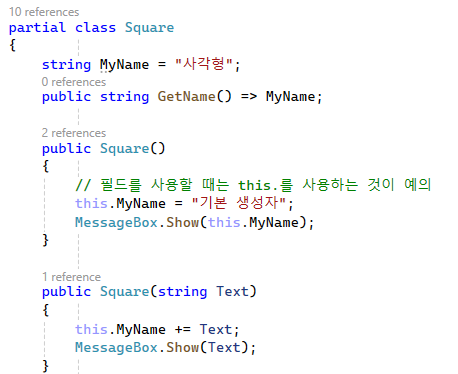 10 references
partial class Square
{
string MyName = "사각형";
0 references
public string GetName() => MyName;
2 references
public Square()
{
// 필드를 사용할 때는 this.를 사용하는 것이 예의
this.MyName = "기본 생성자";
MessageBox.Show(this.MyName);
}
1 reference
public Square(string Text)
{
this.MyName += Text;
MessageBox.Show(Text);
}